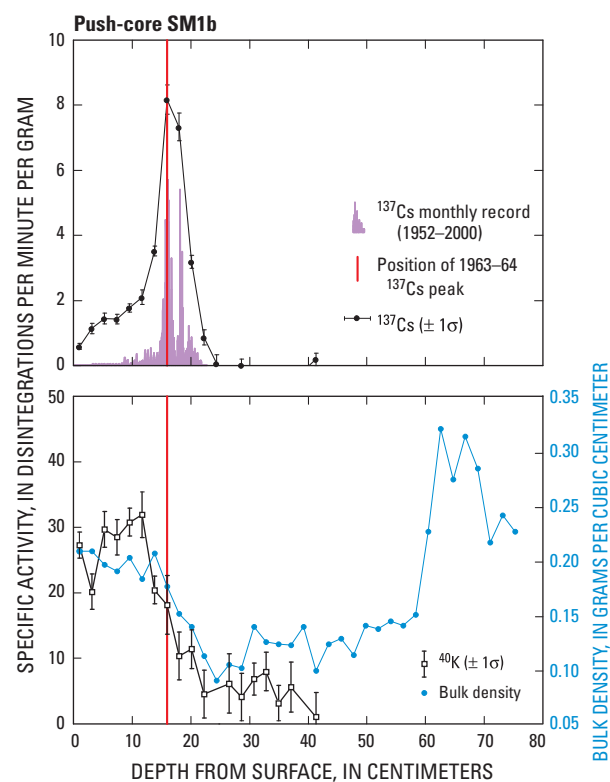 Push-core SM1b
10
8
6
4
2
0
137Cs monthly record
(1952–2000)
Position of 1963–64
137Cs peak
137Cs (± 1σ)
SPECIFIC ACTIVITY, IN DISINTEGRATIONS PER MINUTE PER GRAM
50
40
30
20
10
0
0.35
0.30
0.25
0.20
0.15
0.10
0.05
BULK DENSITY, IN GRAMS PER CUBIC CENTIMETER
40K (± 1σ)
Bulk density
0 10 20 30 40 50 60 70 80
DEPTH FROM SURFACE, IN CENTIMETERS